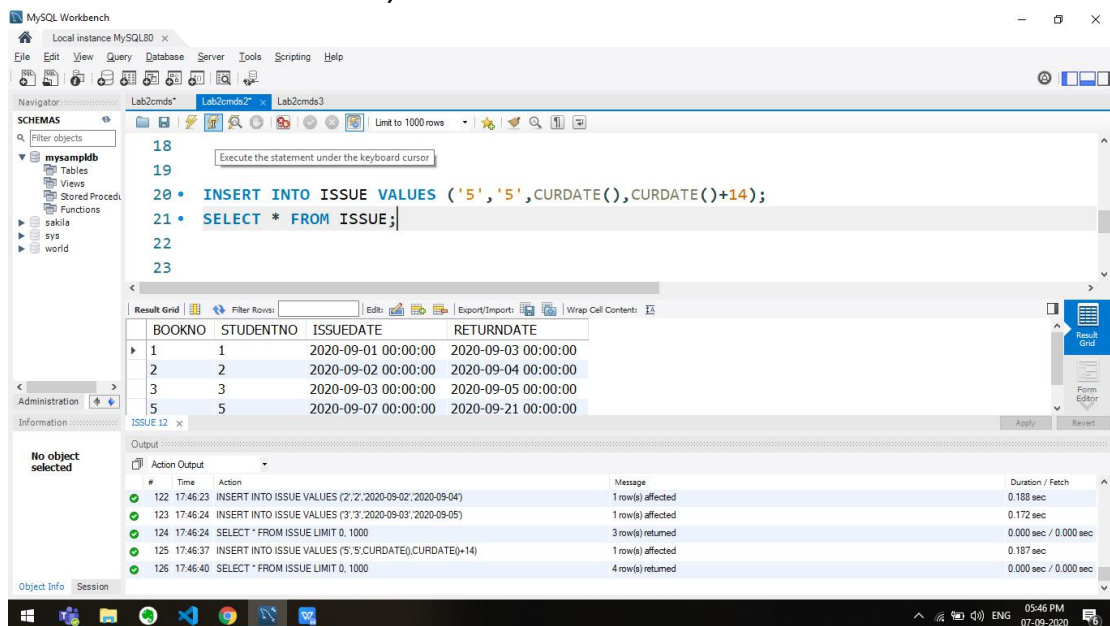 MySQL Workbench
Local instance MySQL80 ×
File Edit View Query Database Server Tools Scripting Help
Navigator Lab2cmds* Lab2cmds2* × Lab2cmds3
SCHEMAS
Limit to 1000 rows
Filter objects
mysampldb
Tables
Views
Stored Procedu
Functions
sakila
sys
world
18
Execute the statement under the keyboard cursor
19
20 • INSERT INTO ISSUE VALUES ('5','5',CURDATE(),CURDATE()+14);
21 • SELECT * FROM ISSUE;
22
23
Result Grid Filter Rows: Edit: Export/Import: Wrap Cell Content:
BOOKNO STUDENTNO ISSUEDATE RETURNDATE
1 1 2020-09-01 00:00:00 2020-09-03 00:00:00
2 2 2020-09-02 00:00:00 2020-09-04 00:00:00
3 3 2020-09-03 00:00:00 2020-09-05 00:00:00
5 5 2020-09-07 00:00:00 2020-09-21 00:00:00
Result Grid
Form Editor
Administration
Information
ISSUE 12 × Apply Revert
No object selected
Output
Action Output
# Time Action Message Duration / Fetch
122 17:46:23 INSERT INTO ISSUE VALUES ('2','2','2020-09-02','2020-09-04') 1 row(s) affected 0.188 sec
123 17:46:24 INSERT INTO ISSUE VALUES ('3','3','2020-09-03','2020-09-05') 1 row(s) affected 0.172 sec
124 17:46:24 SELECT * FROM ISSUE LIMIT 0, 1000 3 row(s) returned 0.000 sec / 0.000 sec
125 17:46:37 INSERT INTO ISSUE VALUES ('5','5',CURDATE(),CURDATE()+14) 1 row(s) affected 0.187 sec
126 17:46:40 SELECT * FROM ISSUE LIMIT 0, 1000 4 row(s) returned 0.000 sec / 0.000 sec
Object Info Session
ENG 05:46 PM
07-09-2020